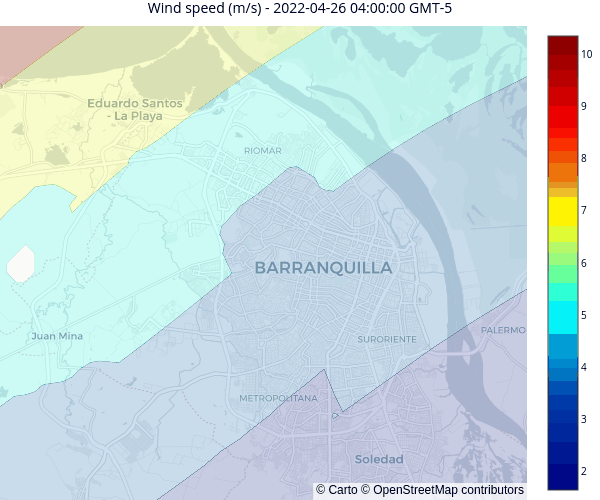 Wind speed (m/s) - 2022-04-26 04:00:00 GMT-5
10
9
8
7
6
5
4
3
2
Eduardo Santos
- La Playa
RIOMAR
BARRANQUILLA
PALERMO
Juan Mina
SURORIENTE
METROPOLITANA
Soledad
© Carto © OpenStreetMap contributors